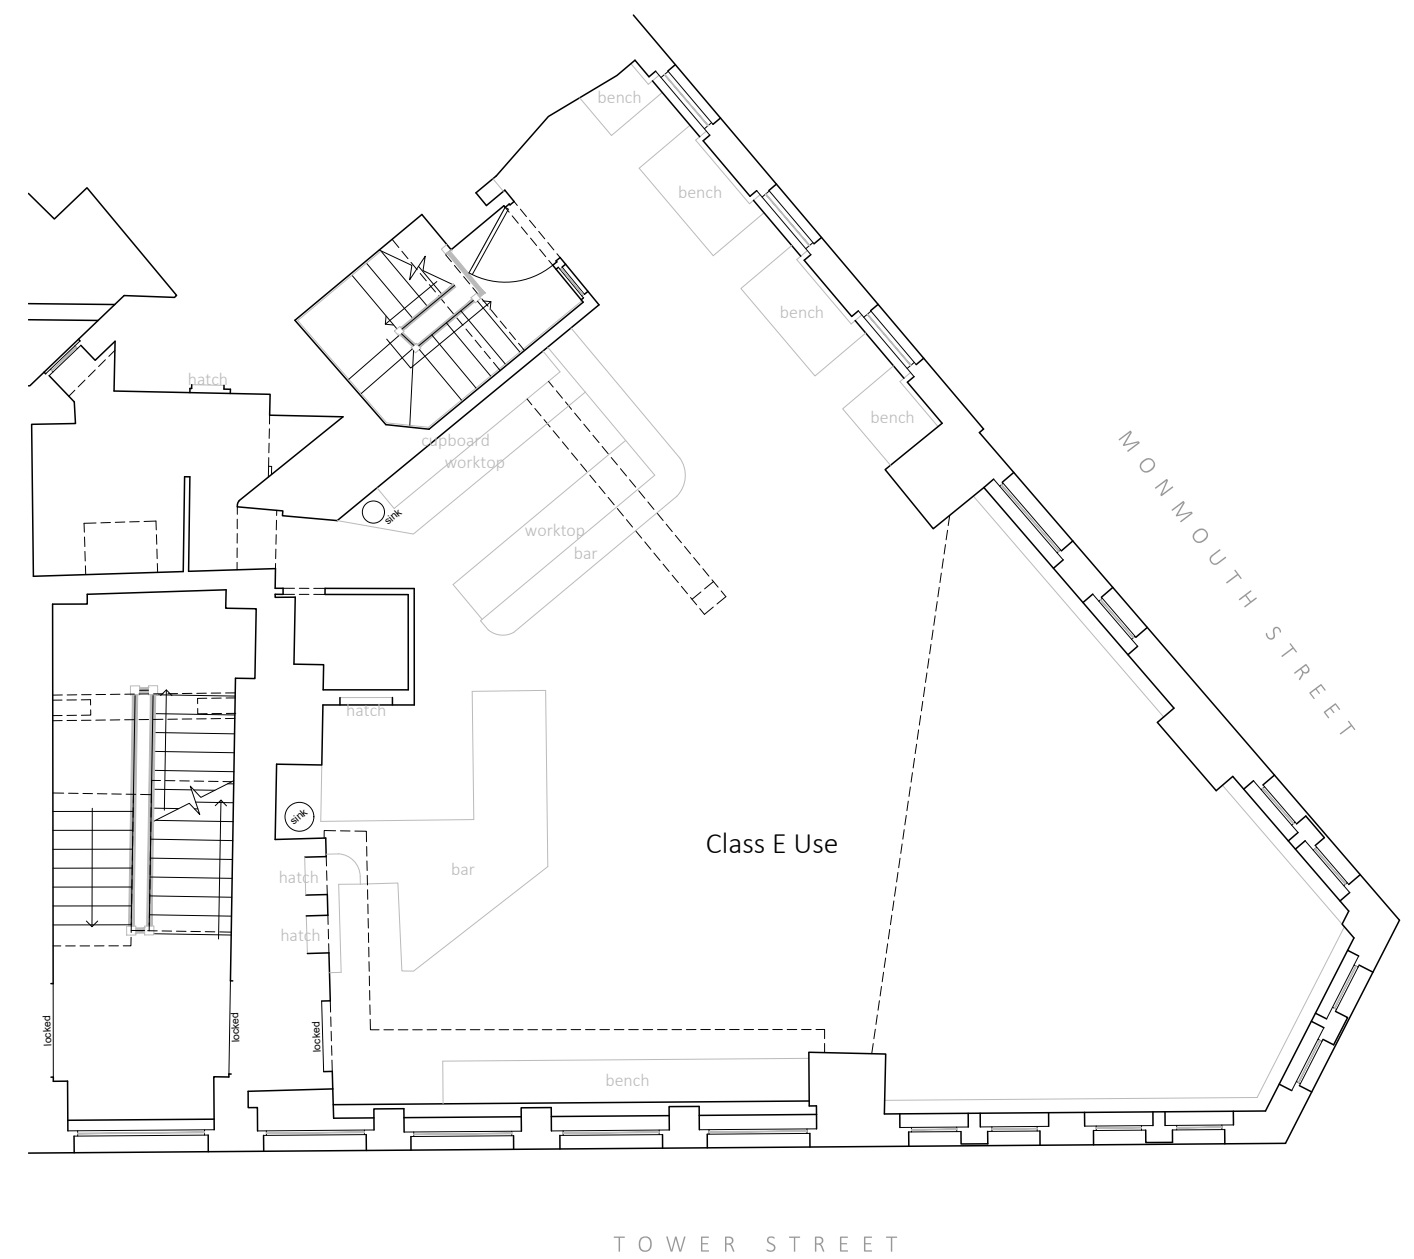 bench
bench
bench
hatch
bench
cupboard
worktop
MONMOUTH STREET
sink
worktop
bar
hatch
sink
Class E Use
bar
hatch
hatch
locked
locked
locked
bench
TOWER STREET